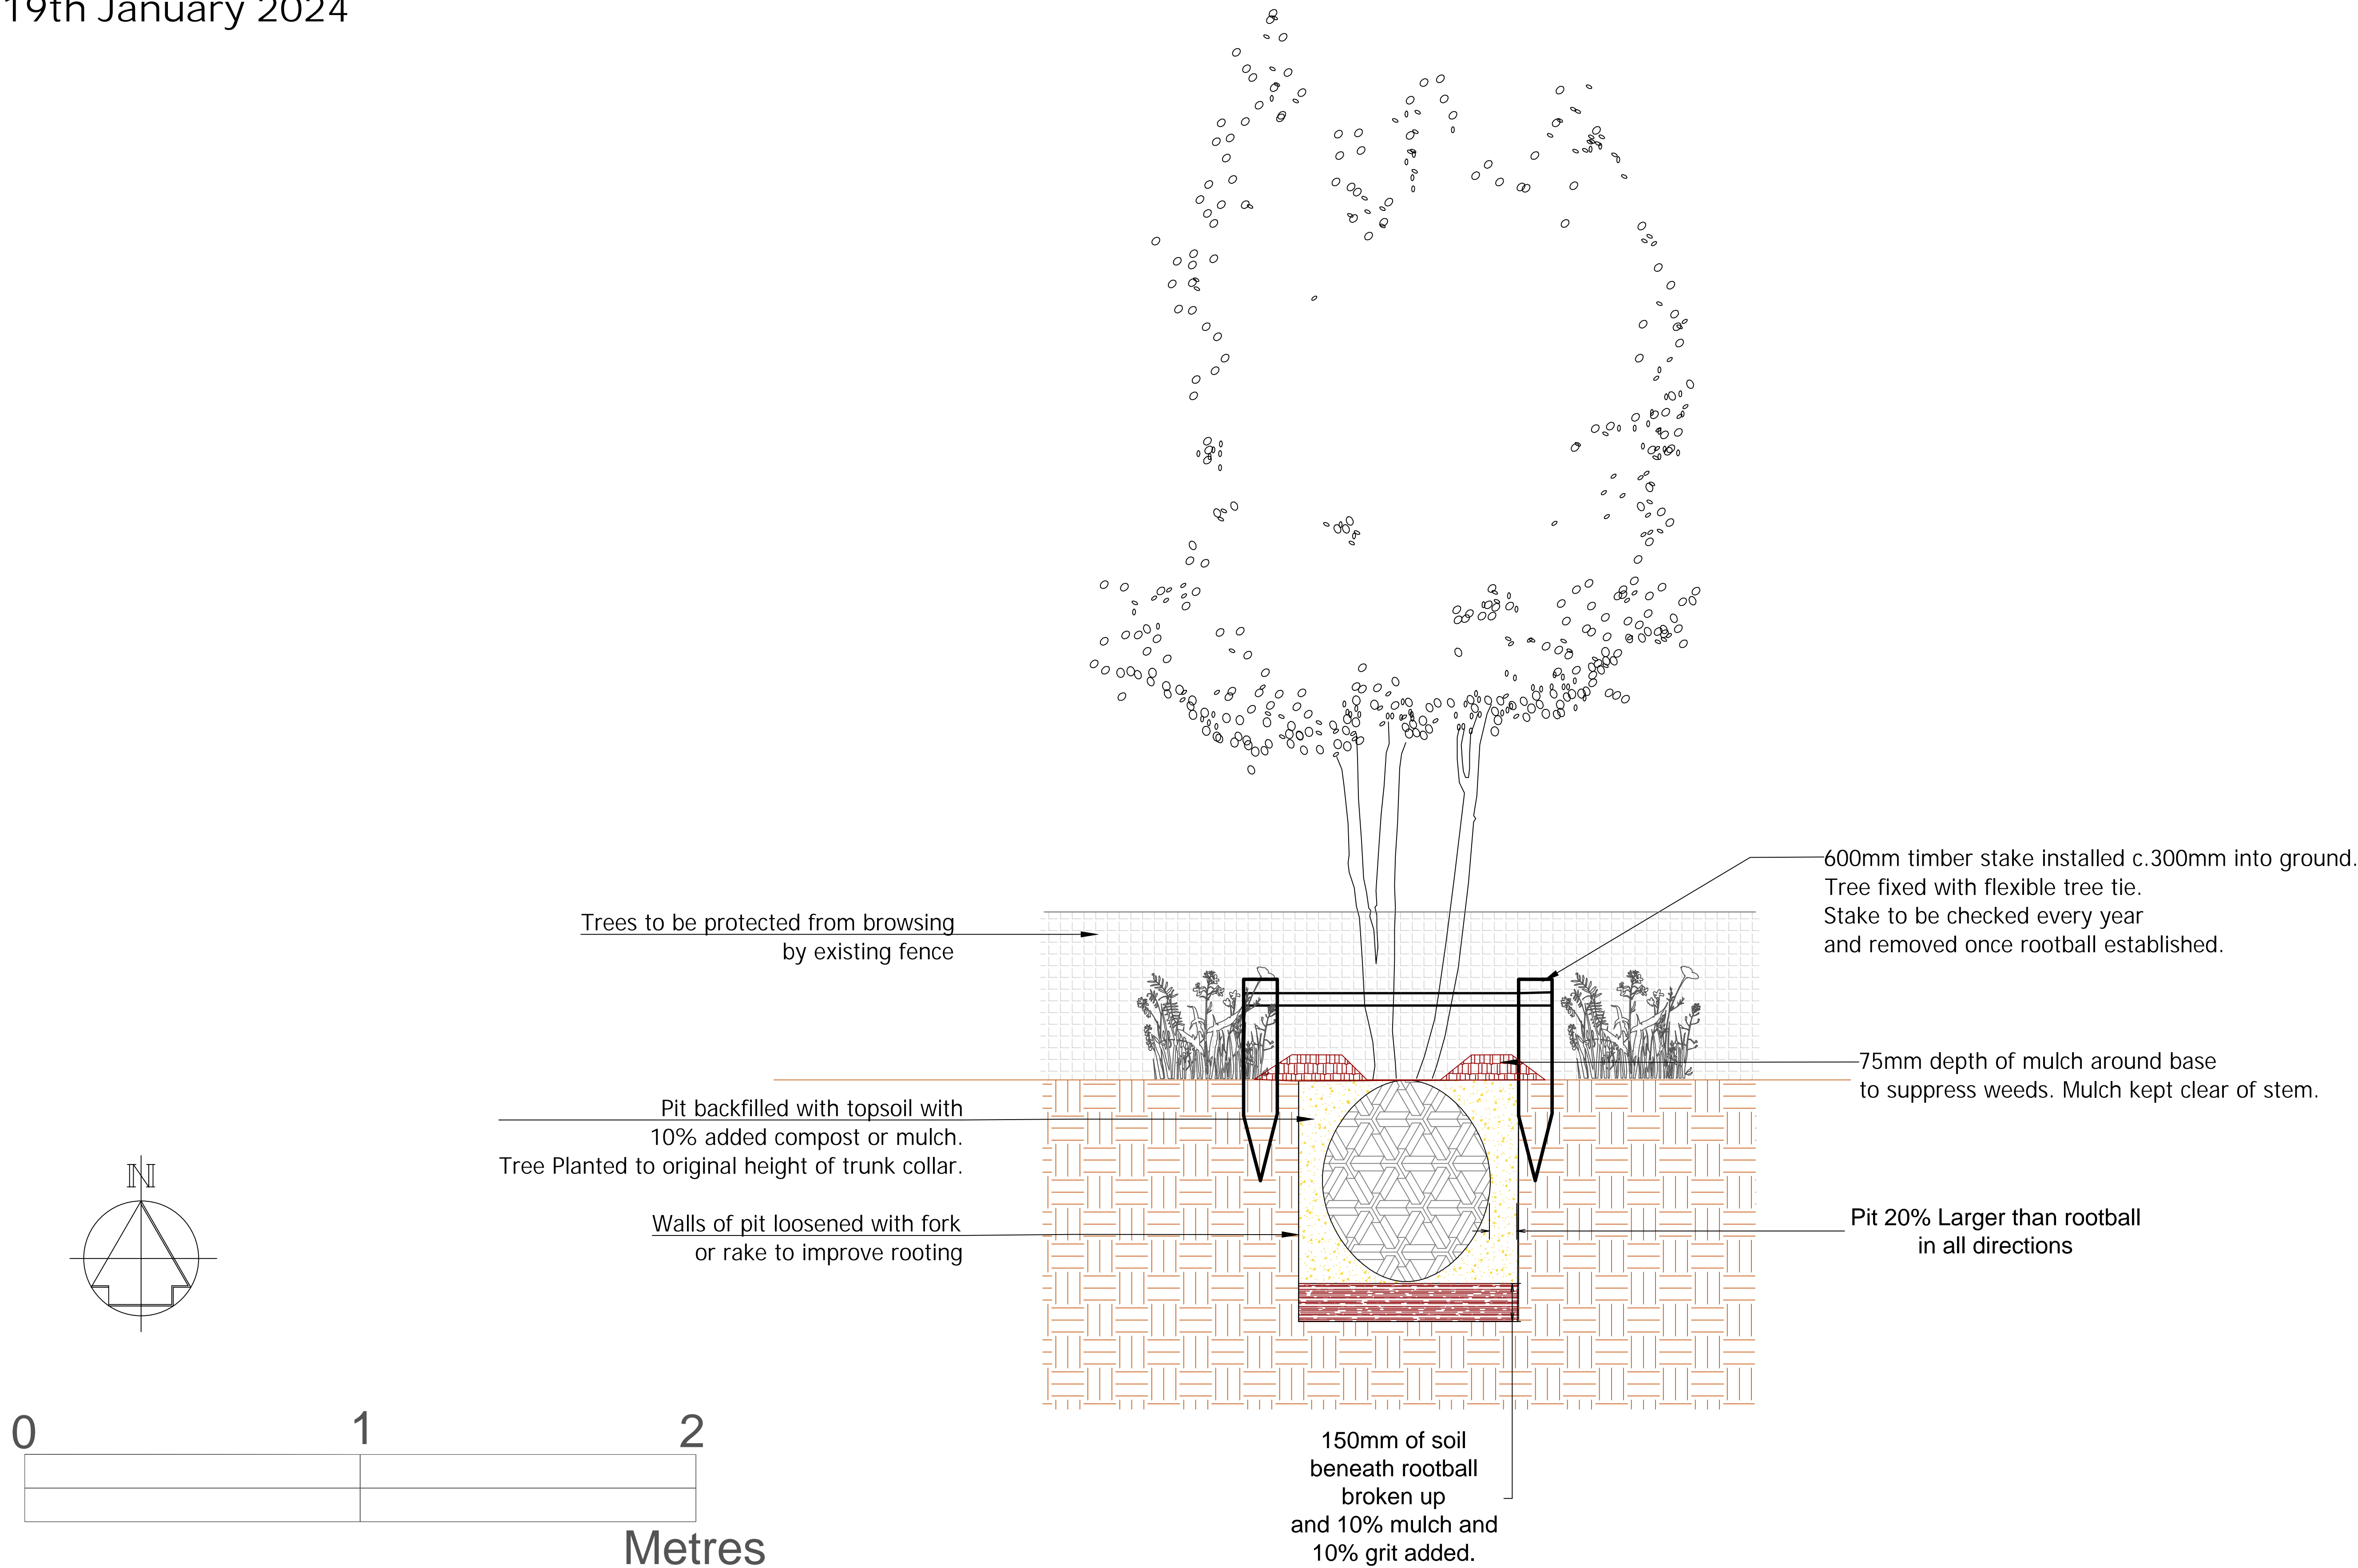 19th January 2024
600mm timber stake installed c.300mm into ground.
Tree fixed with flexible tree tie.
Stake to be checked every year
and removed once rootball established.
Trees to be protected from browsing
by existing fence
75mm depth of mulch around base
to suppress weeds. Mulch kept clear of stem.
Pit backfilled with topsoil with
10% added compost or mulch.
Tree Planted to original height of trunk collar.
Walls of pit loosened with fork
or rake to improve rooting
Pit 20% Larger than rootball
in all directions
N
150mm of soil
beneath rootball
broken up
and 10% mulch and
10% grit added.
0 1 2
Metres